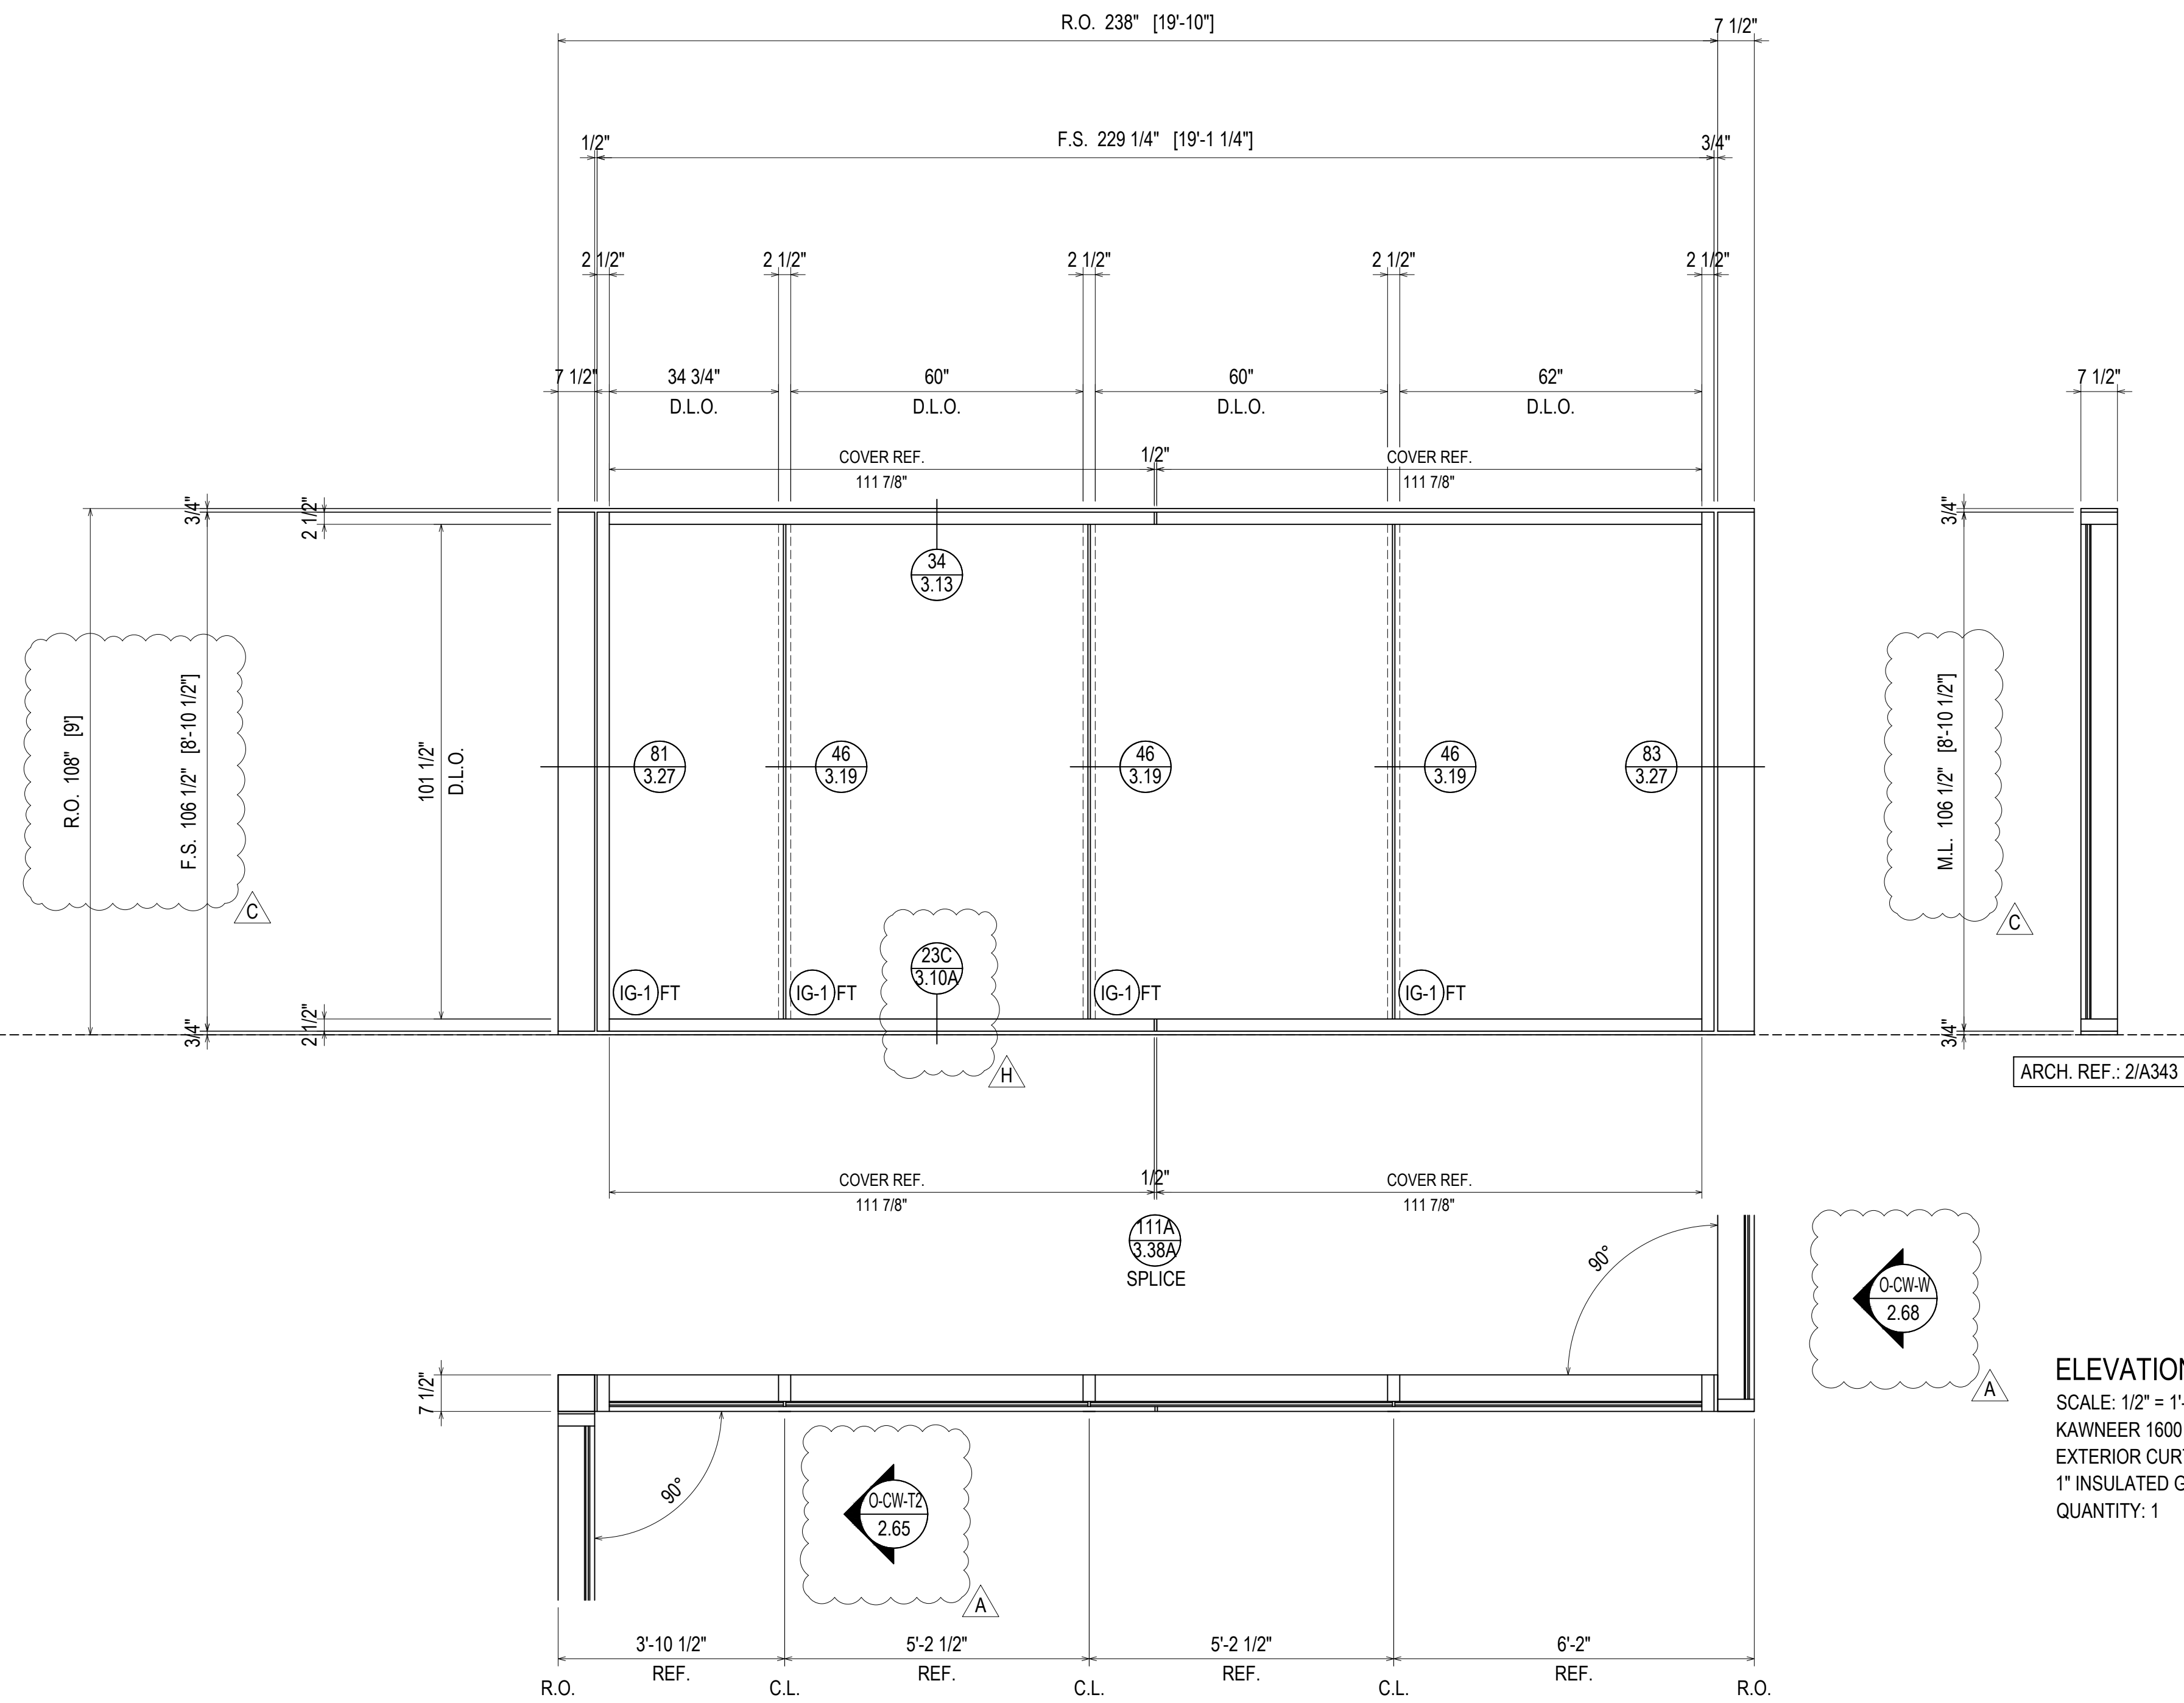 R.O. 238" [19'-10"]
7 1/2"
1/2"
F.S. 229 1/4" [19'-1 1/4"]
3/4"
2 1/2"
2 1/2"
2 1/2"
2 1/2"
2 1/2"
7 1/2"
34 3/4"
D.L.O.
60"
D.L.O.
60"
D.L.O.
62"
D.L.O.
7 1/2"
COVER REF.
111 7/8"
1/2"
COVER REF.
111 7/8"
3/4"
2 1/2"
3/4"
34
3.13
R.O. 108" [9']
F.S. 106 1/2" [8'-10 1/2"]
C
101 1/2"
D.L.O.
81
3.27
46
3.19
46
3.19
46
3.19
83
3.27
M.L. 106 1/2" [8'-10 1/2"]
C
23C
3.10A
H
IG-1 FT
IG-1 FT
IG-1 FT
IG-1 FT
3/4"
2 1/2"
3/4"
ARCH. REF.: 2/A343
COVER REF.
111 7/8"
1/2"
COVER REF.
111 7/8"
111A
3.38A
SPLICE
90°
O-CW-W
2.68
A
7 1/2"
90°
O-CW-T2
2.65
A
ELEVATION
SCALE: 1/2" = 1'-
KAWNEER 1600
EXTERIOR CUR
1" INSULATED G
QUANTITY: 1
3'-10 1/2"
REF.
5'-2 1/2"
REF.
5'-2 1/2"
REF.
6'-2"
REF.
R.O.
C.L.
C.L.
C.L.
R.O.